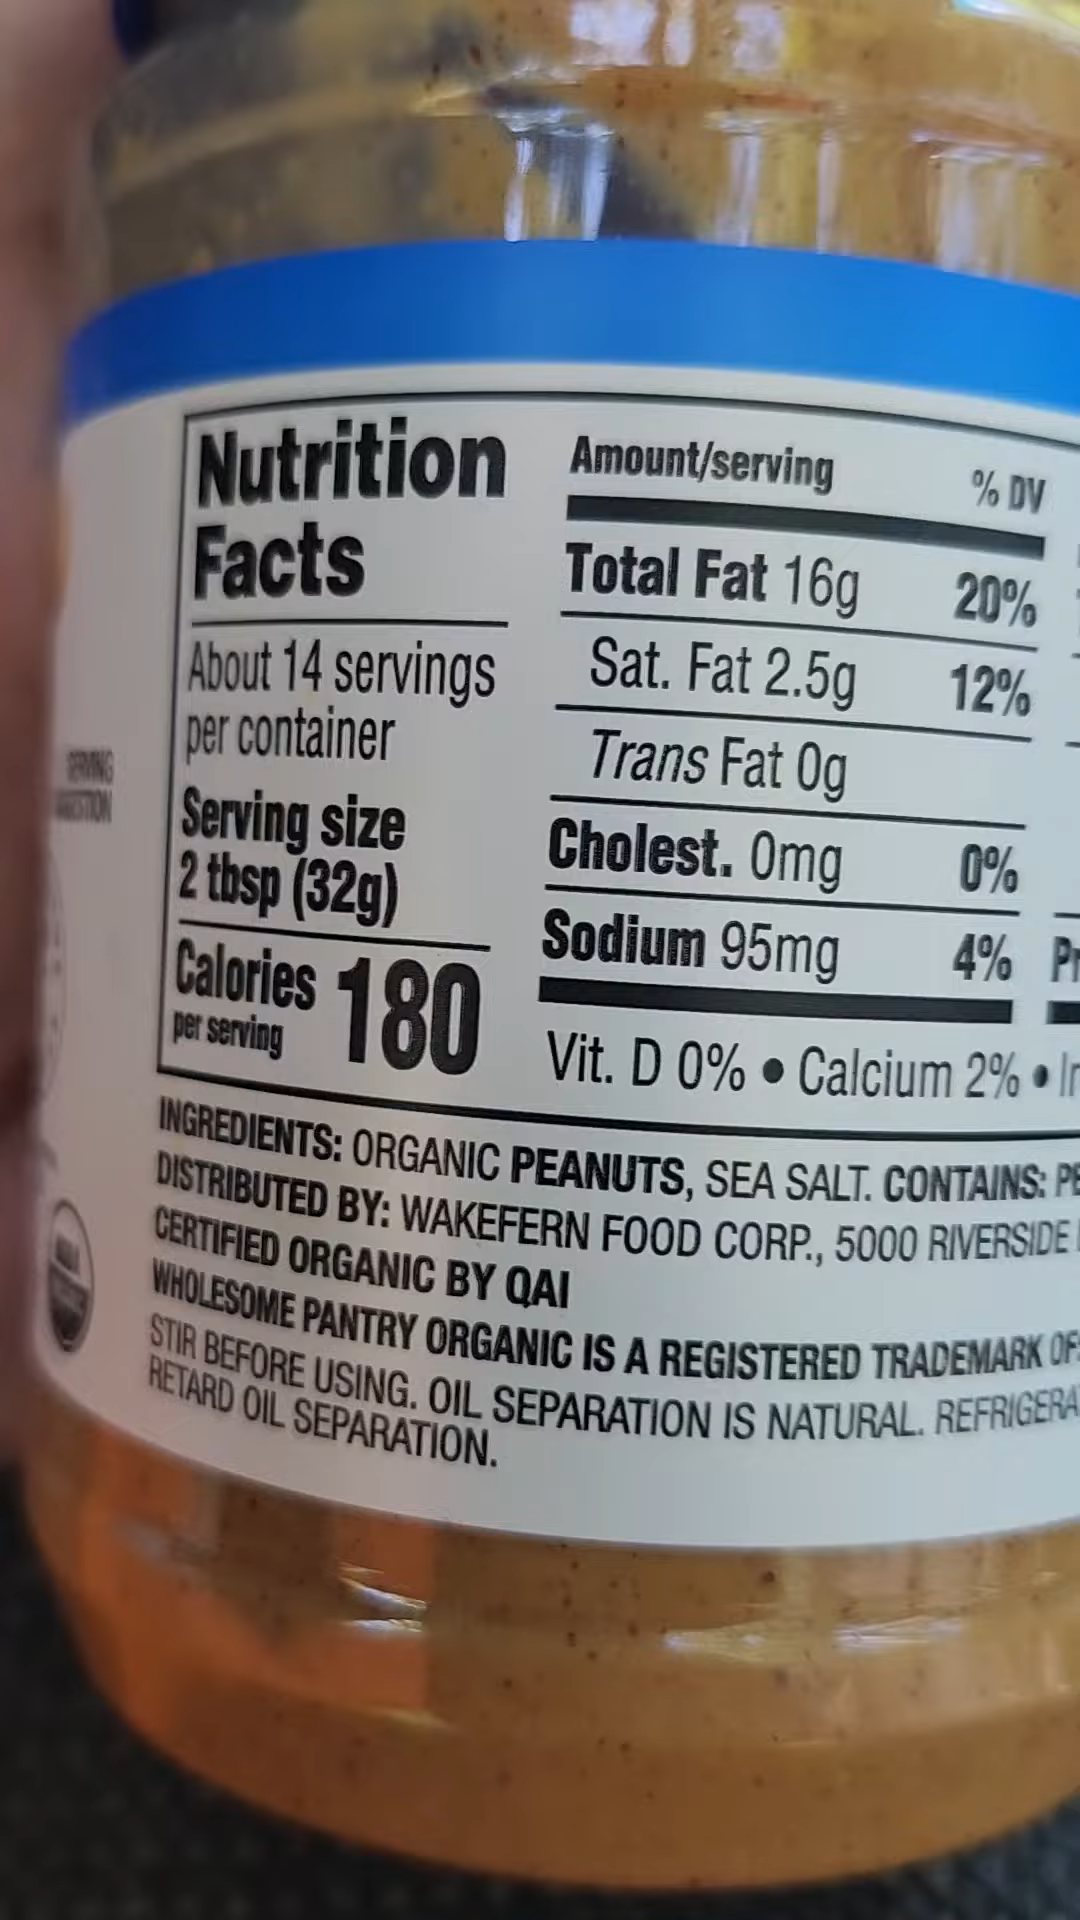 Nutrition
Facts
About 14 servings
per container
Serving size
2 tbsp (32g)
Calories 180
per serving
Amount/serving % DV
Total Fat 16g 20%
Sat. Fat 2.5g 12%
Trans Fat 0g
Cholest. 0mg 0%
Sodium 95mg 4%
Vit. D 0% • Calcium 2% •
INGREDIENTS: ORGANIC PEANUTS, SEA SALT. CONTAINS:
DISTRIBUTED BY: WAKEFERN FOOD CORP., 5000 RIVERSIDE
CERTIFIED ORGANIC BY QAI
WHOLESOME PANTRY ORGANIC IS A REGISTERED TRADEMARK OF
STIR BEFORE USING. OIL SEPARATION IS NATURAL.
RETARD OIL SEPARATION.
SERVING